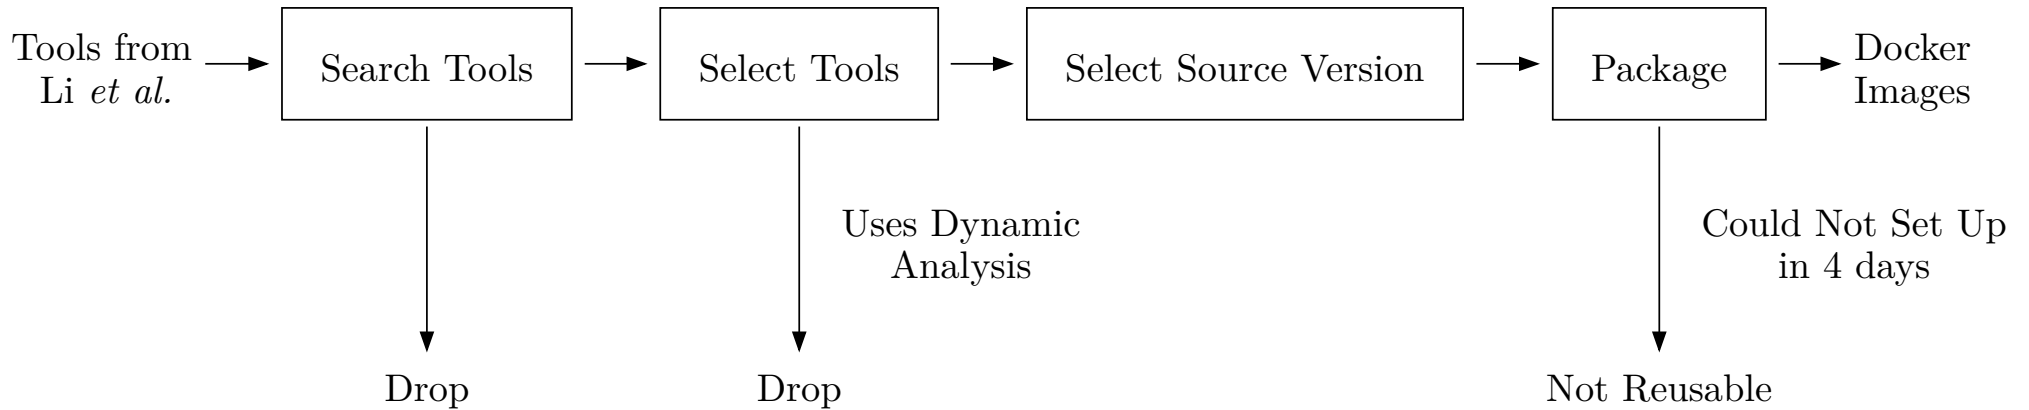 Tools from
Li et al.
Search Tools
Select Tools
Select Source Version
Package
Docker
Images
Uses Dynamic
Analysis
Could Not Set Up
in 4 days
Drop
Drop
Not Reusable